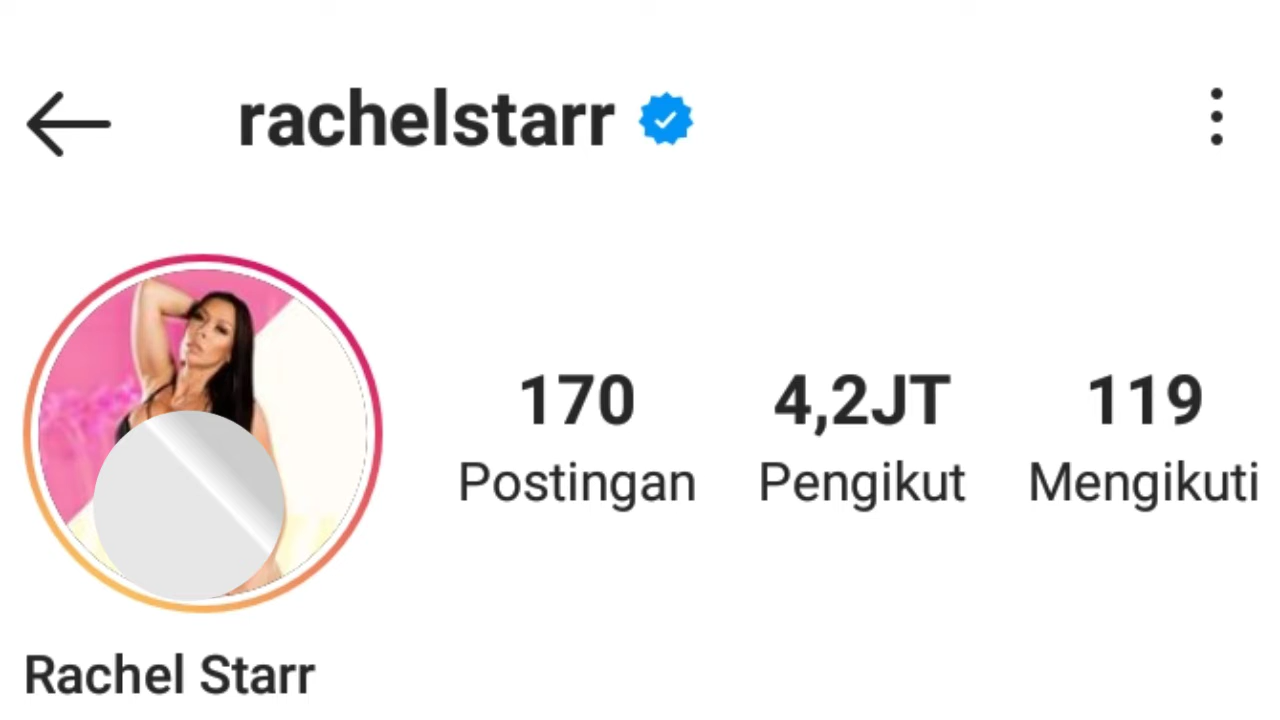 rachelstarr
170 4,2JT 119
Postingan Pengikut Mengikuti
Rachel Starr